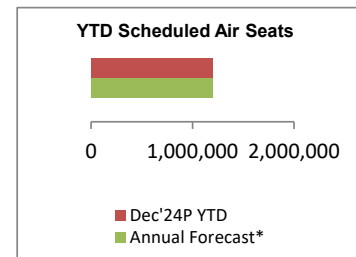 YTD Scheduled Air Seats
0 1,000,000 2,000,000
Dec'24P YTD
Annual Forecast*